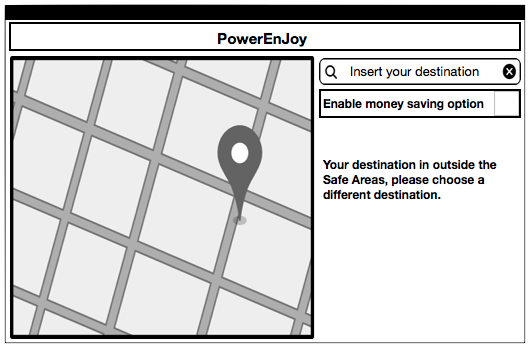 PowerEnJoy
Insert your destination
Enable money saving option
Your destination in outside the
Safe Areas, please choose a
different destination.